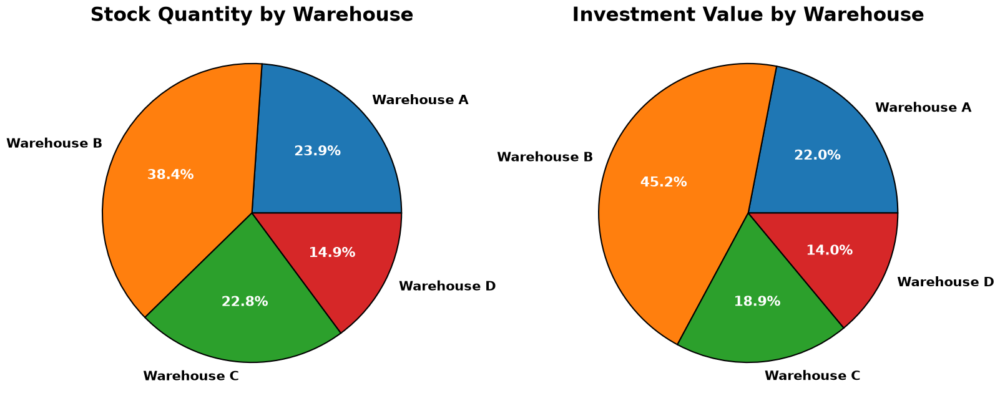 Stock Quantity by Warehouse
Warehouse A
23.9%
Warehouse B
38.4%
14.9%
Warehouse D
22.8%
Warehouse C
Investment Value by Warehouse
Warehouse A
22.0%
Warehouse B
45.2%
14.0%
Warehouse D
18.9%
Warehouse C